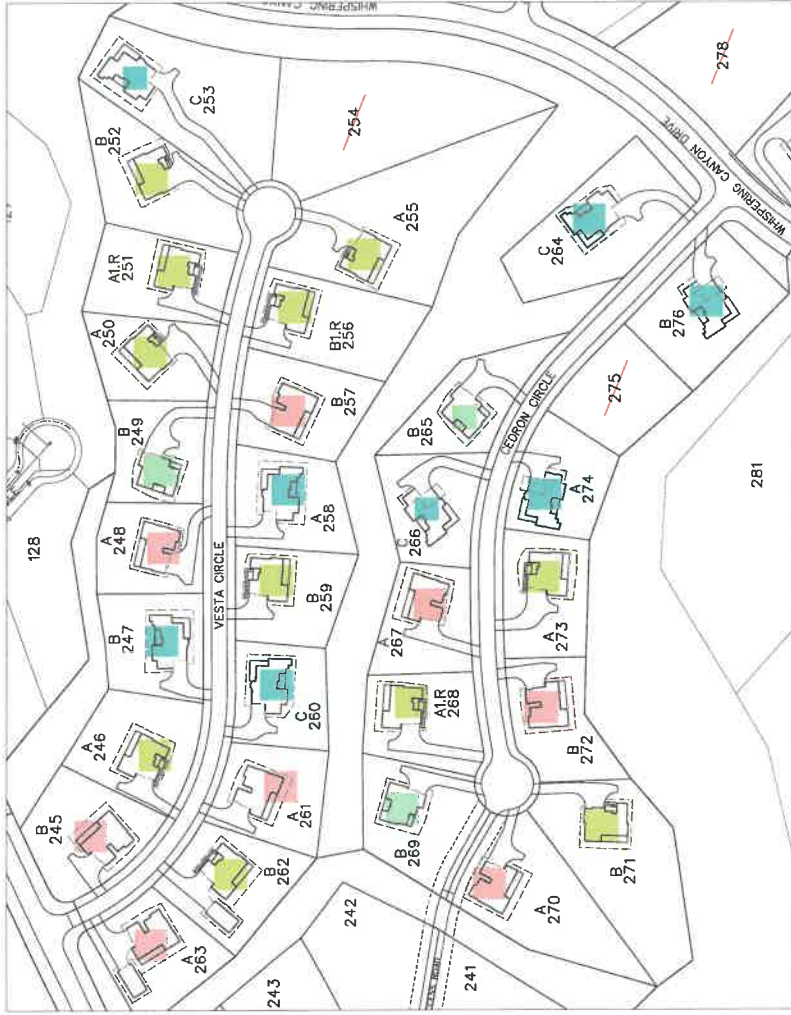 WHISPERING CANYON DRIVE
278
C
253
B
252
254
A
255
A1.R
251
C
264
B1.R
256
A
250
B
276
B
257
B
249
275
B
265
CEDRON CIRCLE
A
248
128
A
258
A
274
C
266
281
VESTA CIRCLE
B
259
B
247
A
267
A
273
C
260
A1.R
268
B
272
A
246
A
261
B
245
B
269
B
262
B
271
A
270
242
A
263
241
243